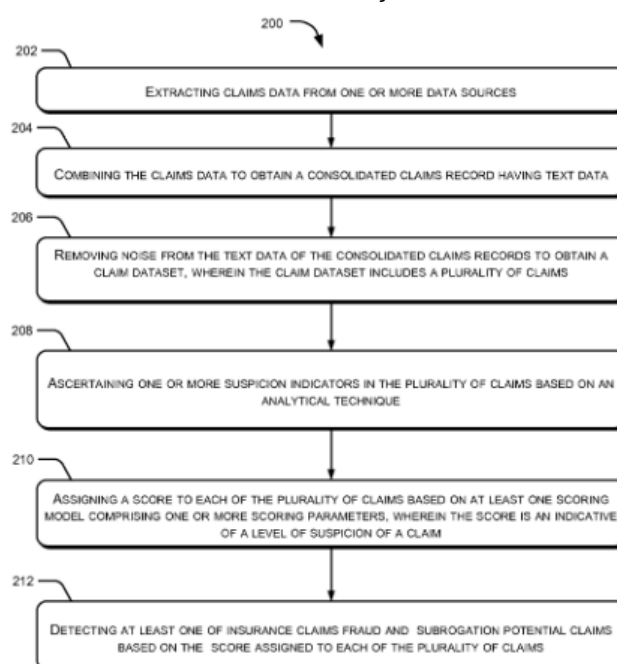 200
202
EXTRACTING CLAIMS DATA FROM ONE OR MORE DATA SOURCES
204
COMBINING THE CLAIMS DATA TO OBTAIN A CONSOLIDATED CLAIMS RECORD HAVING TEXT DATA
206
REMOVING NOISE FROM THE TEXT DATA OF THE CONSOLIDATED CLAIMS RECORDS TO OBTAIN A
CLAIM DATASET, WHEREIN THE CLAIM DATASET INCLUDES A PLURALITY OF CLAIMS
208
ASCERTAINING ONE OR MORE SUSPICION INDICATORS IN THE PLURALITY OF CLAIMS BASED ON AN
ANALYTICAL TECHNIQUE
210
ASSIGNING A SCORE TO EACH OF THE PLURALITY OF CLAIMS BASED ON AT LEAST ONE SCORING
MODEL COMPRISING ONE OR MORE SCORING PARAMETERS, WHEREIN THE SCORE IS AN INDICATIVE
OF A LEVEL OF SUSPICION OF A CLAIM
212
DETECTING AT LEAST ONE OF INSURANCE CLAIMS FRAUD AND SUBROGATION POTENTIAL CLAIMS
BASED ON THE SCORE ASSIGNED TO EACH OF THE PLURALITY OF CLAIMS